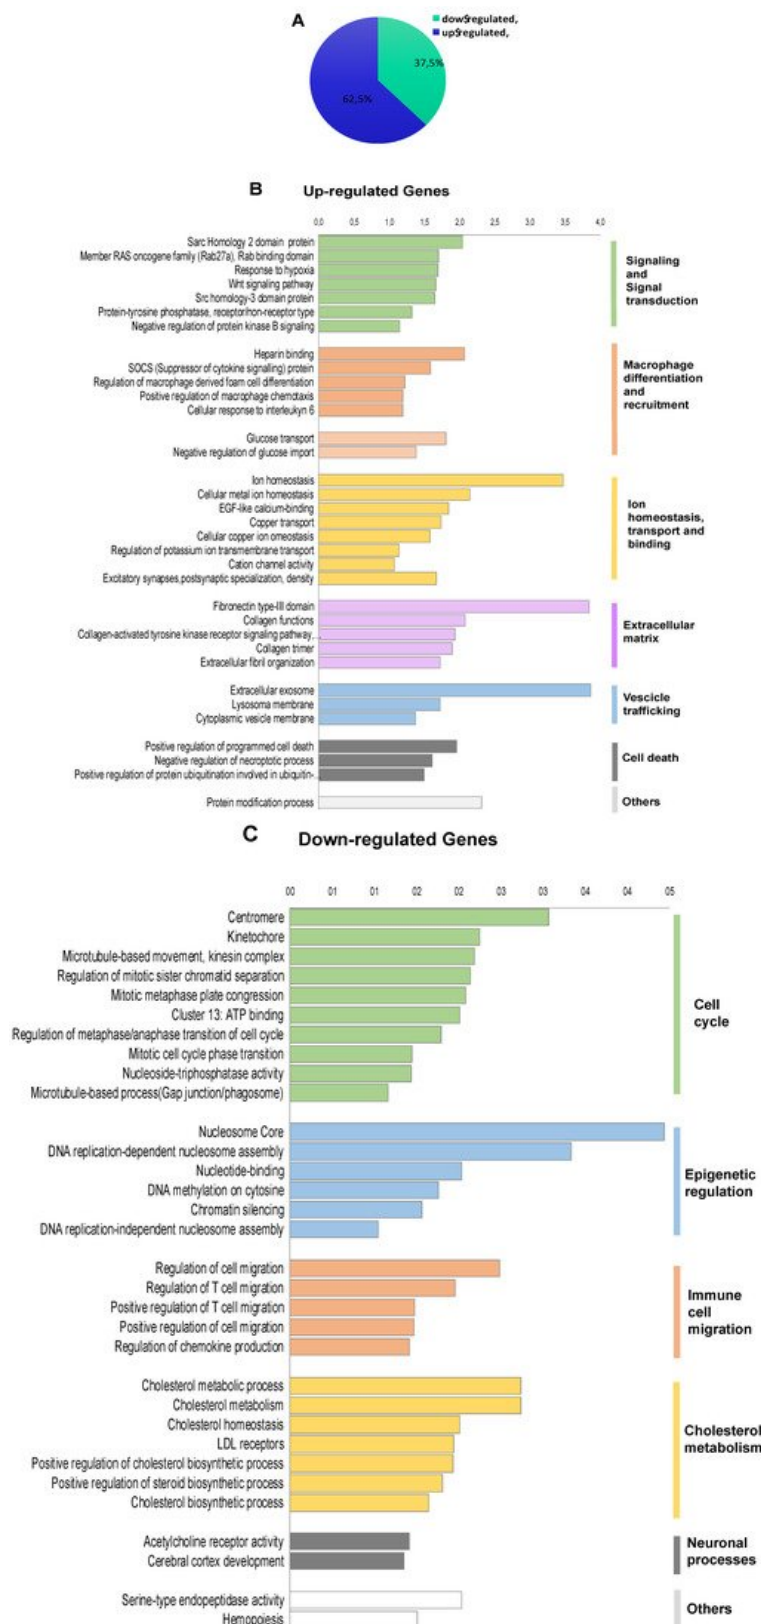 A
dow$regulated,
up$regulated,
37,5%
62,5%
B Up-regulated Genes
0,0 0,5 1,0 1,5 2,0 2,5 3,0 3,5 4,0
Sarc Homology 2 domain protein
Member RAS oncogene family (Rab27a), Rab binding domain
Response to hypoxia
Wnt signaling pathway
Src homology-3 domain protein
Protein-tyrosine phosphatase, receptor/non-receptor type
Negative regulation of protein kinase B signaling
Signaling
and
Signal
transduction
Heparin binding
SOCS (Suppressor of cytokine signalling) protein
Regulation of macrophage derived foam cell differentiation
Positive regulation of macrophage chemotaxis
Cellular response to interleukyn 6
Glucose transport
Negative regulation of glucose import
Macrophage
differentiation
and
recruitment
Ion homeostasis
Cellular metal ion homeostasis
EGF-like calcium-binding
Copper transport
Cellular copper ion omeostasis
Regulation of potassium ion transmembrane transport
Cation channel activity
Excitatory synapses,postsynaptic specialization, density
Ion
homeostasis,
transport and
binding
Fibronectin type-III domain
Collagen functions
Collagen-activated tyrosine kinase receptor signaling pathway,...
Collagen trimer
Extracellular fibril organization
Extracellular
matrix
Extracellular exosome
Lysosoma membrane
Cytoplasmic vesicle membrane
Vescicle
trafficking
Positive regulation of programmed cell death
Negative regulation of necroptotic process
Positive regulation of protein ubiquitination involved in ubiquitin-...
Cell death
Protein modification process
Others
C Down-regulated Genes
00 01 01 02 02 03 03 04 04 05
Centromere
Kinetochore
Microtubule-based movement, kinesin complex
Regulation of mitotic sister chromatid separation
Mitotic metaphase plate congression
Cluster 13: ATP binding
Regulation of metaphase/anaphase transition of cell cycle
Mitotic cell cycle phase transition
Nucleoside-triphosphatase activity
Microtubule-based process(Gap junction/phagosome)
Cell
cycle
Nucleosome Core
DNA replication-dependent nucleosome assembly
Nucleotide-binding
DNA methylation on cytosine
Chromatin silencing
DNA replication-independent nucleosome assembly
Epigenetic
regulation
Regulation of cell migration
Regulation of T cell migration
Positive regulation of T cell migration
Positive regulation of cell migration
Regulation of chemokine production
Immune
cell
migration
Cholesterol metabolic process
Cholesterol metabolism
Cholesterol homeostasis
LDL receptors
Positive regulation of cholesterol biosynthetic process
Positive regulation of steroid biosynthetic process
Cholesterol biosynthetic process
Cholesterol
metabolism
Acetylcholine receptor activity
Cerebral cortex development
Neuronal
processes
Serine-type endopeptidase activity
Hemopoiesis
Others